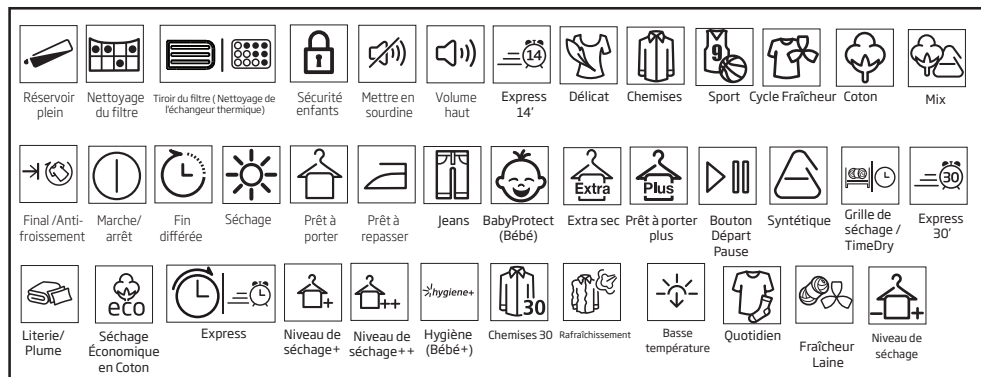 14
9
Réservoir plein
Nettoyage du filtre
Tiroir du filtre ( Nettoyage de l'échangeur thermique)
Sécurité enfants
Mettre en sourdine
Volume haut
Express 14'
Délicat
Chemises
Sport
Cycle Fraîcheur
Coton
Mix
Extra
Plus
30
Final /Anti-froissement
Marche/ arrêt
Fin différée
Séchage
Prêt à porter
Prêt à repasser
Jeans
BabyProtect (Bébé)
Extra sec
Prêt à porter plus
Bouton Départ Pause
Syntétique
Grille de séchage / TimeDry
Express 30'
eco
+
++
hygiene+
30
- +
Literie/ Plume
Séchage Économique en Coton
Express
Niveau de séchage+
Niveau de séchage++
Hygiène (Bébé+)
Chemises 30
Rafraîchissement
Basse température
Quotidien
Fraîcheur Laine
Niveau de séchage